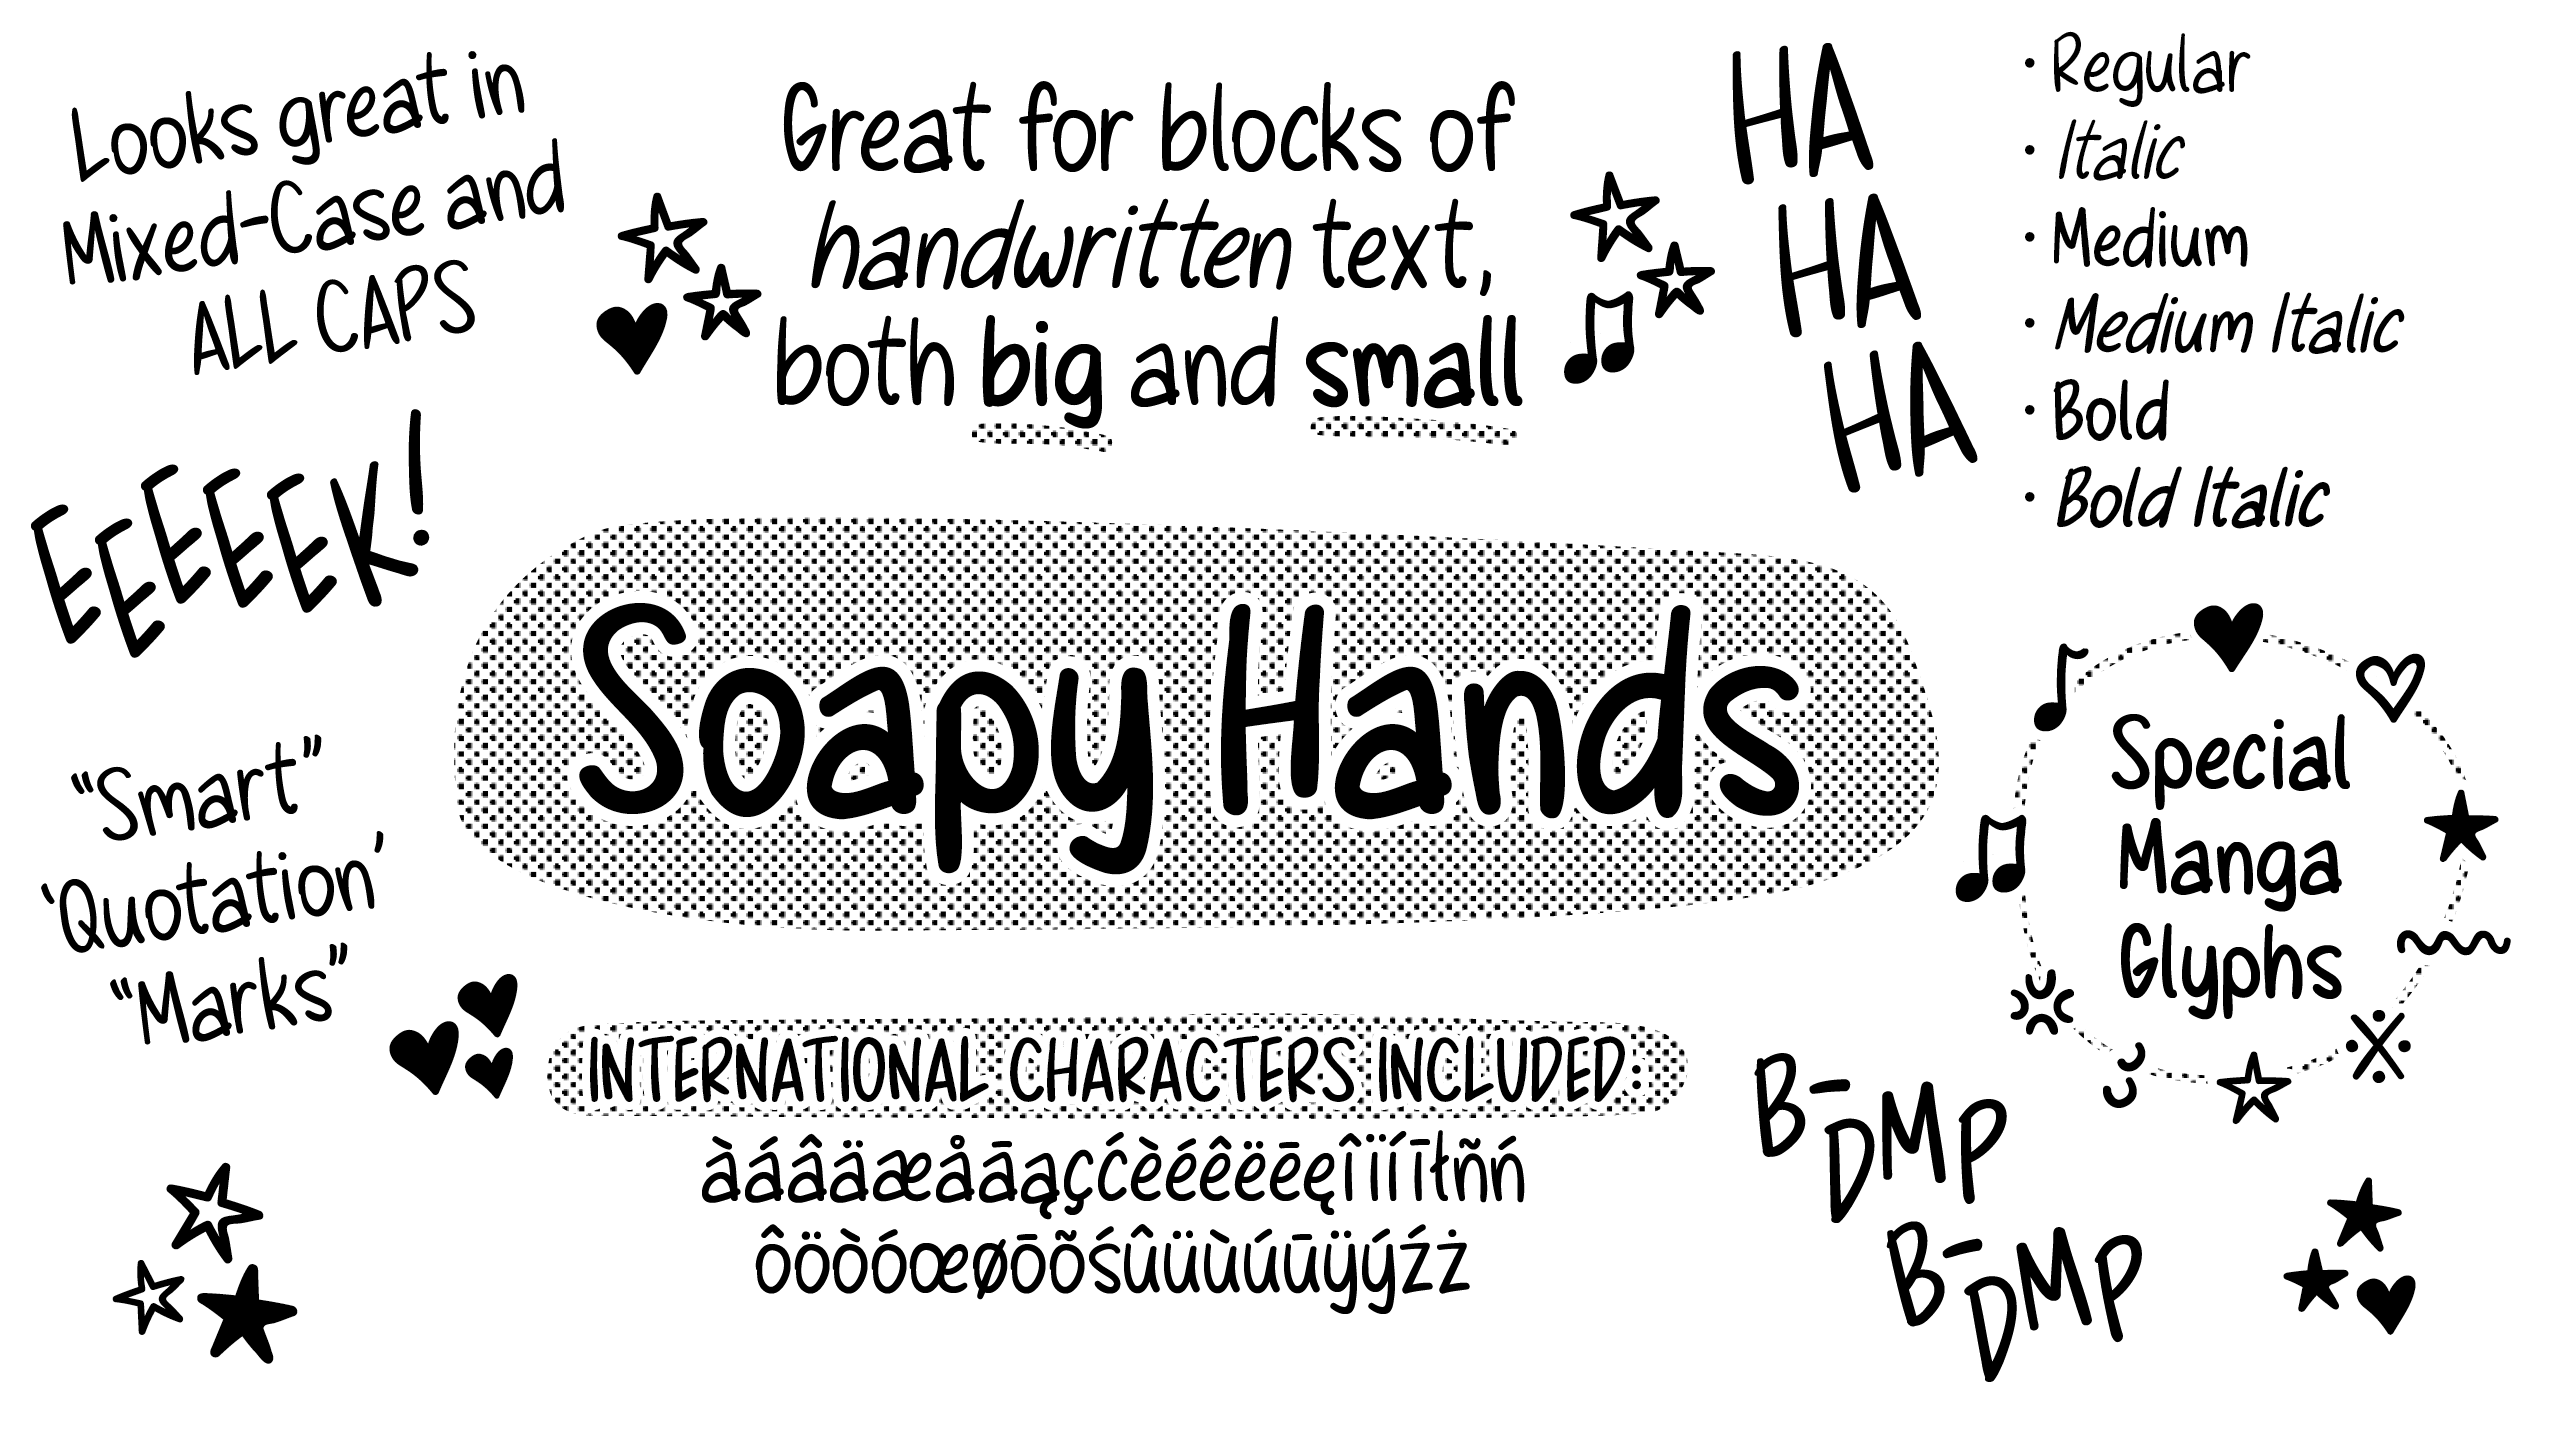 Looks great in
Mixed-Case and
ALL CAPS
Great for blocks of
handwritten text,
both big and small
HA
HA
HA
• Regular
• Italic
• Medium
• Medium Italic
• Bold
• Bold Italic
EEEEEK!
Soapy Hands
“Smart”
‘Quotation’
“Marks”
♥ ♡ ★ ※ ☆ ♫ ♪
Special
Manga
Glyphs
INTERNATIONAL CHARACTERS INCLUDED:
àáâäæåāąçćèéêëēęîïíīłñń
ôöòóœøōõśûüùúūÿýźż
B-DMP
B-DMP